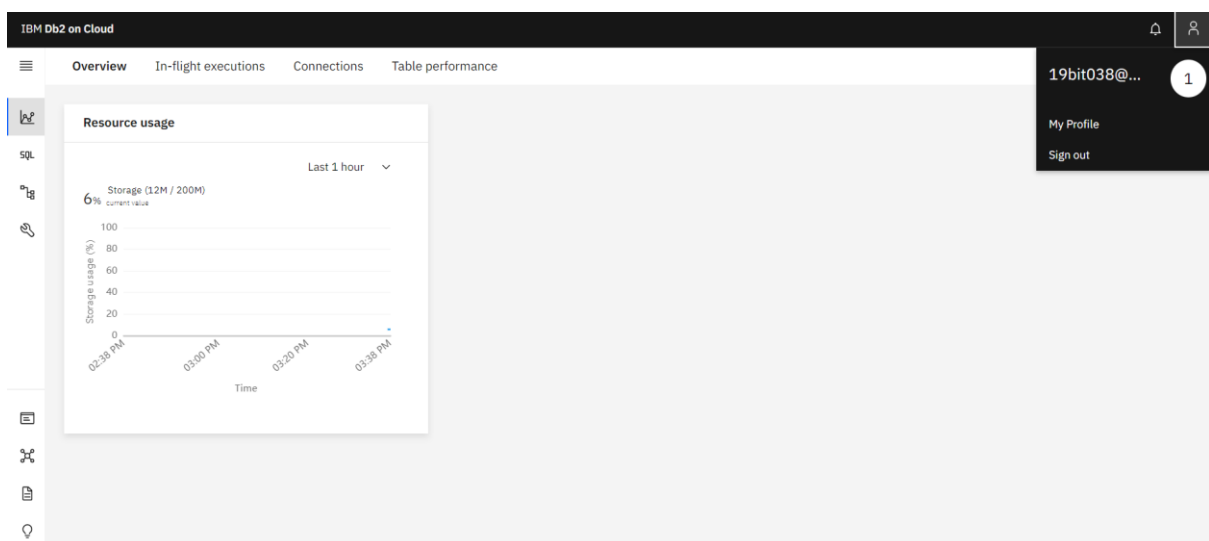 IBM Db2 on Cloud
Overview In-flight executions Connections Table performance
19bit038@... 1
My Profile
Sign out
Resource usage
Last 1 hour
SQL
6% Storage (12M / 200M)
current value
100
80
60
40
20
0
Storage usage (%)
02:38 PM 03:00 PM 03:20 PM 03:38 PM
Time